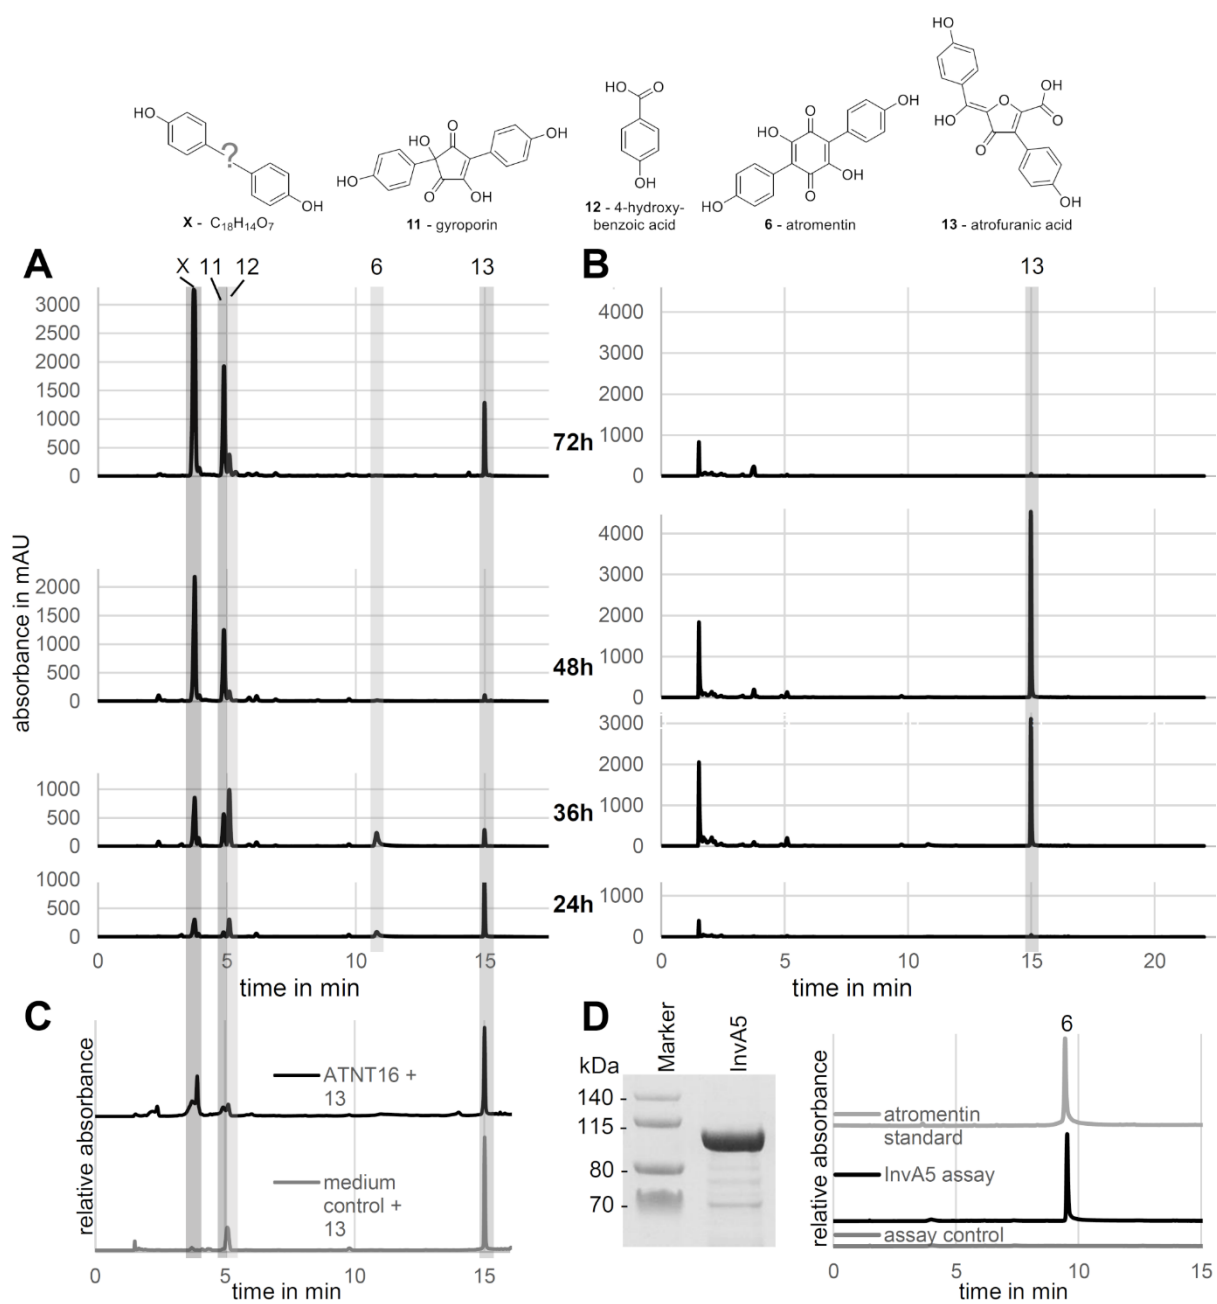 HO
HO
OH
X - C18H14O7
HO
O
OH
HO
O
OH
11 - gyroporin
HO
O
OH
12 - 4-hydroxy-
benzoic acid
HO
O
OH
O
OH
HO
6 - atromentin
HO
HO
O
O
O
OH
OH
13 - atrofuranic acid
A
X
11
12
6
13
3000
2500
2000
1500
1000
500
0
72h
2000
1500
1000
500
0
48h
1000
500
0
36h
1000
500
0
24h
0
5
10
15
time in min
absorbance in mAU
B
13
4000
3000
2000
1000
0
4000
3000
2000
1000
0
3000
2000
1000
0
1000
0
0
5
10
15
20
time in min
C
relative absorbance
ATNT16 +
13
medium
control +
13
0
5
10
15
time in min
D
kDa
Marker
InvA5
140 -
115 -
80 -
70 -
6
relative absorbance
atromentin
standard
InvA5 assay
assay control
0
5
10
15
time in min